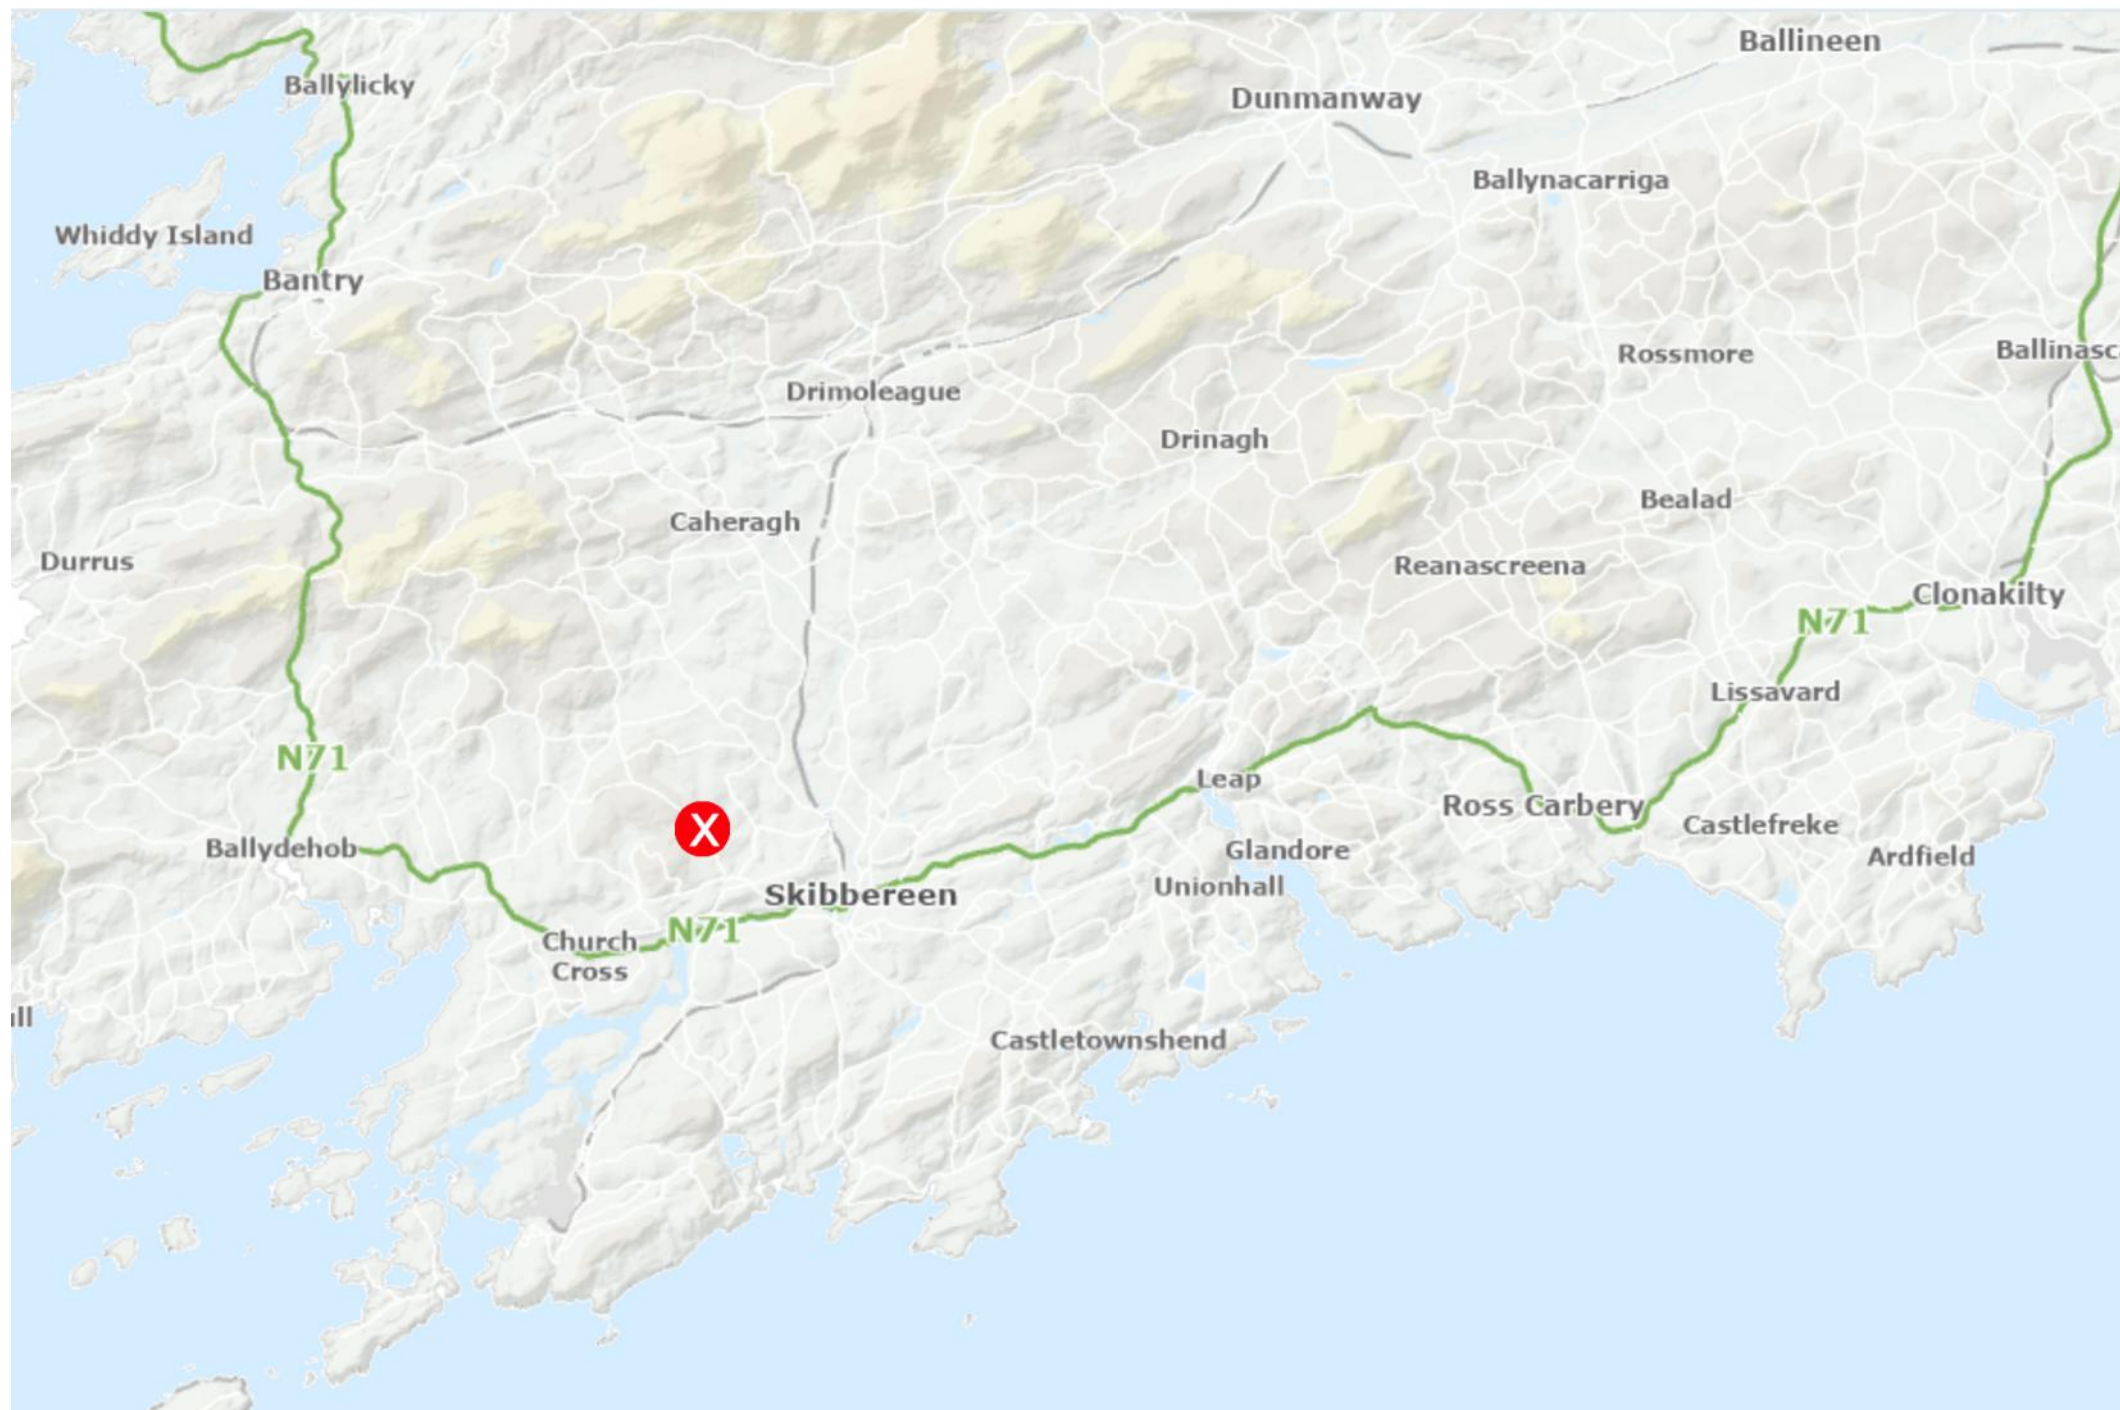 Ballineen
Ballylicky
Dunmanway
Ballynacarriga
Whiddy Island
Bantry
Rossmore
Ballinasc
Drimoleague
Drinagh
Bealad
Caheragh
Durrus
Reanascreena
Clonakilty
N71
Lissavard
N71
Leap
X
Ross Carbery
Castlefreke
Ballydehob
Glandore
Ardfield
Unionhall
Skibbereen
N71
Church
Cross
ll
Castletownshend